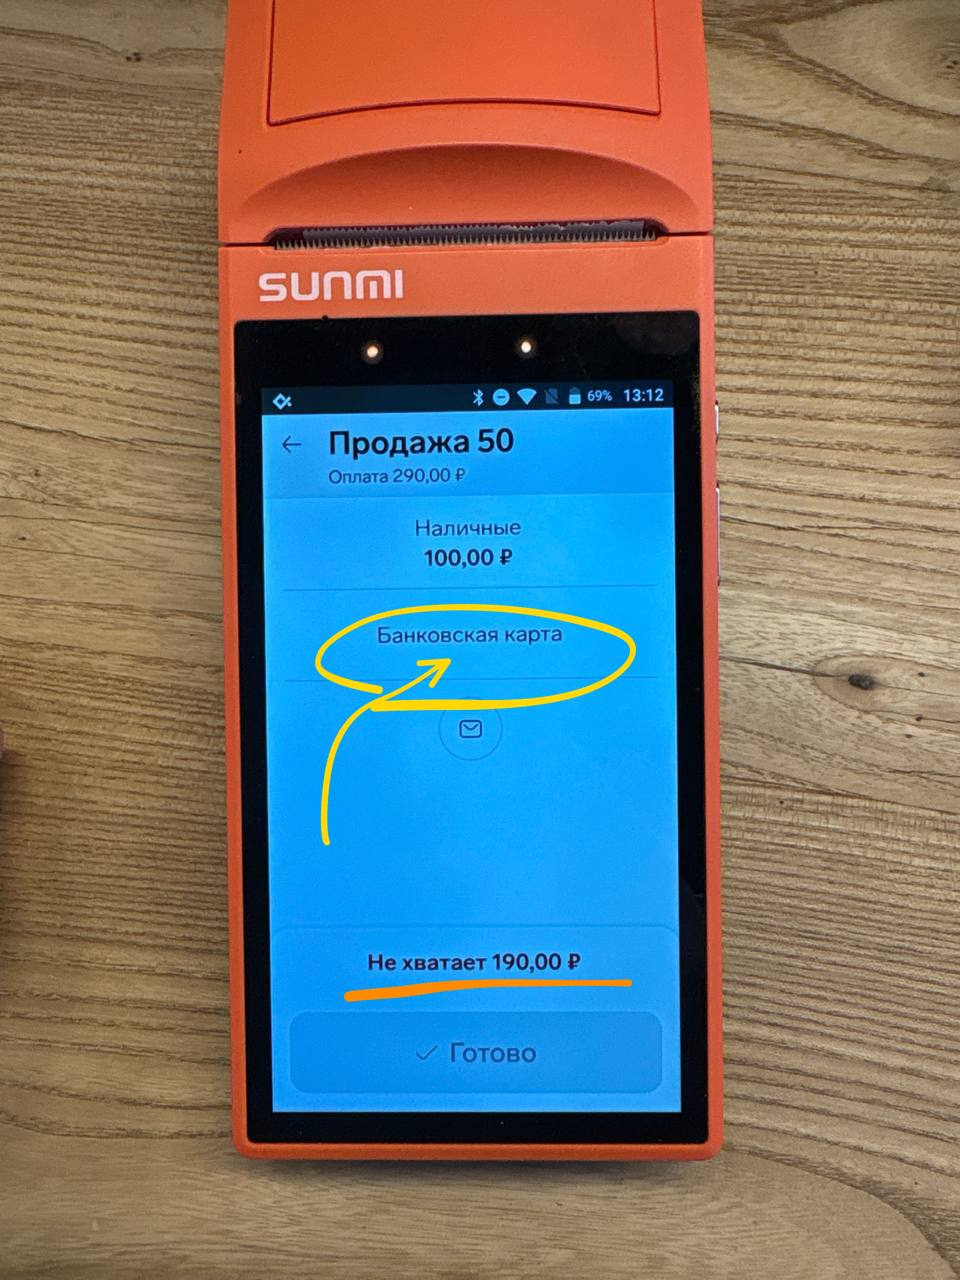 SUNMI
69% 13:12
Продажа 50
Оплата 290,00 ₽
Наличные
100,00 ₽
Банковская карта
Не хватает 190,00 ₽
Готово